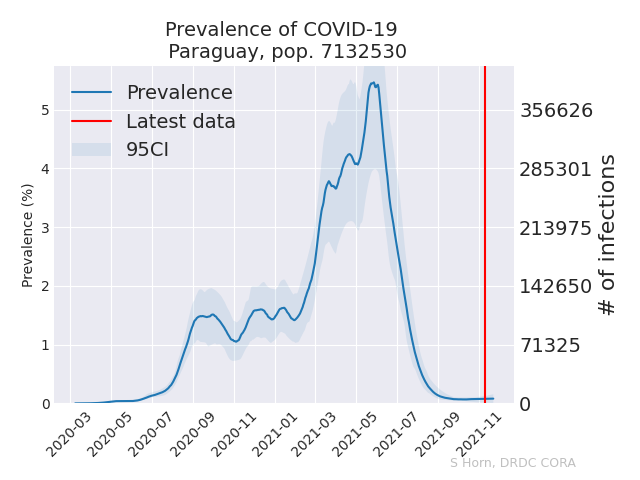 Prevalence of COVID-19
Paraguay, pop. 7132530
Prevalence
Latest data
95CI
Prevalence (%)
5
4
3
2
1
0
356626
285301
213975
142650
71325
0
# of infections
2020-03
2020-05
2020-07
2020-09
2020-11
2021-01
2021-03
2021-05
2021-07
2021-09
2021-11
S Horn, DRDC CORA